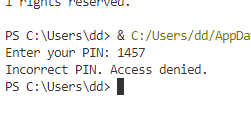 1 rights reserved.
PS C:\Users\dd> & C:/Users/dd/AppDa
Enter your PIN: 1457
Incorrect PIN. Access denied.
PS C:\Users\dd>